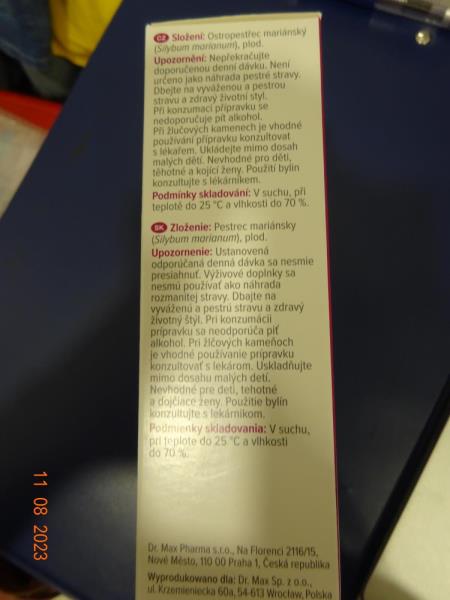 CZ Složení: Ostropestřec mariánský
(Silybum marianum), plod.
Upozornění: Nepřekračujte
doporučenou denní dávku. Není
určeno jako náhrada pestré stravy.
Dbejte na vyváženou a pestrou
stravu a zdravý životní styl.
Při konzumaci přípravku se
nedoporučuje pít alkohol.
Při žlučových kamenech je vhodné
používání přípravku konzultovat
s lékařem. Ukládejte mimo dosah
malých dětí. Nevhodné pro děti,
těhotné a kojící ženy. Použití bylin
konzultujte s lékárníkem.
Podmínky skladování: V suchu, při
teplotě do 25 °C a vlhkosti do 70 %.
SK Zloženie: Pestrec mariánsky
(Silybum marianum), plod.
Upozornenie: Ustanovená
odporúčaná denná dávka sa nesmie
presiahnuť. Výživové doplnky sa
nesmú používať ako náhrada
rozmanitej stravy. Dbajte na
vyváženú a pestrú stravu a zdravý
životný štýl. Pri konzumácii
prípravku sa neodporúča piť
alkohol. Pri žlčových kameňoch
je vhodné používanie prípravku
konzultovať s lekárom. Uskladňujte
mimo dosahu malých detí.
Nevhodné pre deti, tehotné
a dojčiace ženy. Použitie bylín
konzultujte s lekárnikom.
Podmienky skladovania: V suchu,
pri teplote do 25 °C a vlhkosti
do 70 %.
Dr. Max Pharma s.r.o., Na Florenci 2116/15,
Nové Město, 110 00 Praha 1, Česká republika
Wyprodukowano dla: Dr. Max Sp. z o.o.,
ul. Krzemieniecka 60a, 54-613 Wrocław, Polska
11 08 2023